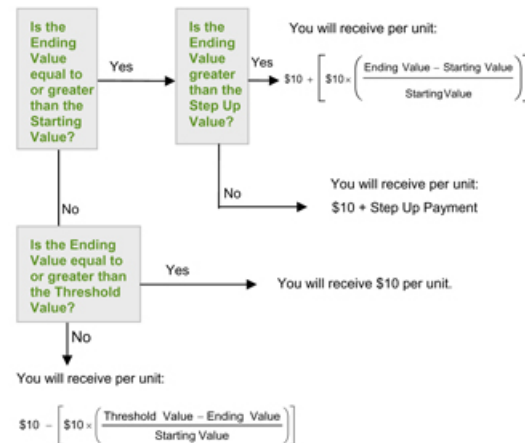 Is the
Ending
Value
equal to
or greater
than the
Starting
Value?
Yes
Is the
Ending
Value
greater
than the
Step Up
Value?
Yes
You will receive per unit:
$10 + [ $10 × ( Ending Value – Starting Value
Starting Value ) ]
No
You will receive per unit:
$10 + Step Up Payment
No
Is the Ending
Value equal to
or greater than
the Threshold
Value?
Yes
You will receive $10 per unit.
No
You will receive per unit:
$10 – [ $10 × ( Threshold Value – Ending Value
Starting Value ) ]